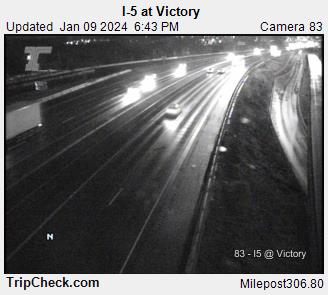 I-5 at Victory
Updated Jan 09 2024 6:43 PM Camera 83
T
N
83 - I5 @ Victory
TripCheck.com Milepost306.80